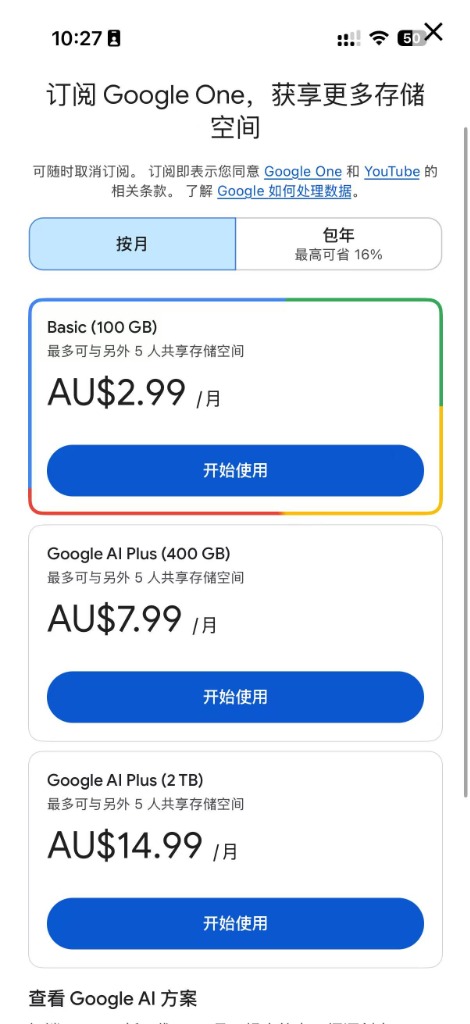 10:27
50
订阅 Google One，获享更多存储
空间
可随时取消订阅。 订阅即表示您同意 Google One 和 YouTube 的
相关条款。 了解 Google 如何处理数据。
按月
包年
最高可省 16%
Basic (100 GB)
最多可与另外 5 人共享存储空间
AU$2.99 /月
开始使用
Google AI Plus (400 GB)
最多可与另外 5 人共享存储空间
AU$7.99 /月
开始使用
Google AI Plus (2 TB)
最多可与另外 5 人共享存储空间
AU$14.99 /月
开始使用
查看 Google AI 方案